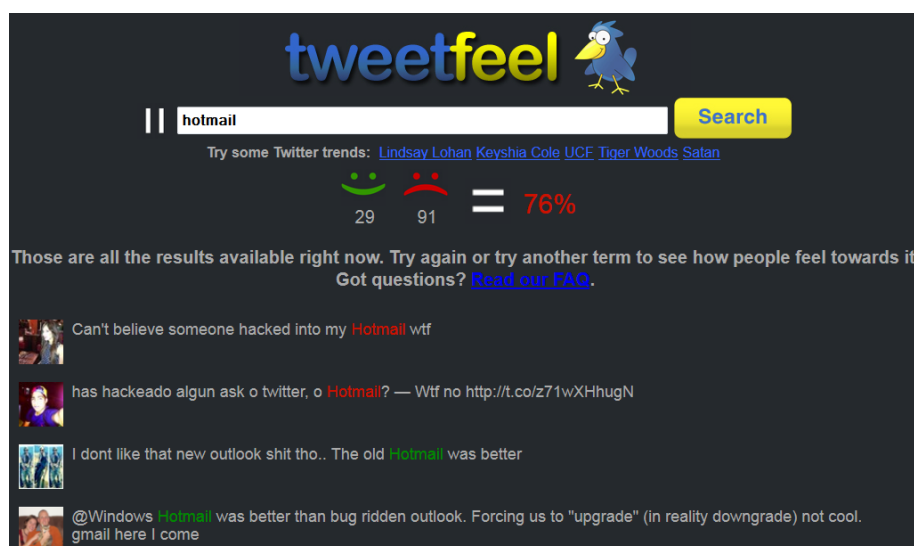 tweetfeel
hotmail Search
Try some Twitter trends: Lindsay Lohan Keyshia Cole UCF Tiger Woods Satan
29 91 = 76%
Those are all the results available right now. Try again or try another term to see how people feel towards it
Got questions? Read our FAQ.
Can't believe someone hacked into my Hotmail wtf
has hackeado algun ask o twitter, o Hotmail? — Wtf no http://t.co/z71wXHhugN
I dont like that new outlook shit tho.. The old Hotmail was better
@Windows Hotmail was better than bug ridden outlook. Forcing us to "upgrade" (in reality downgrade) not cool.
gmail here I come